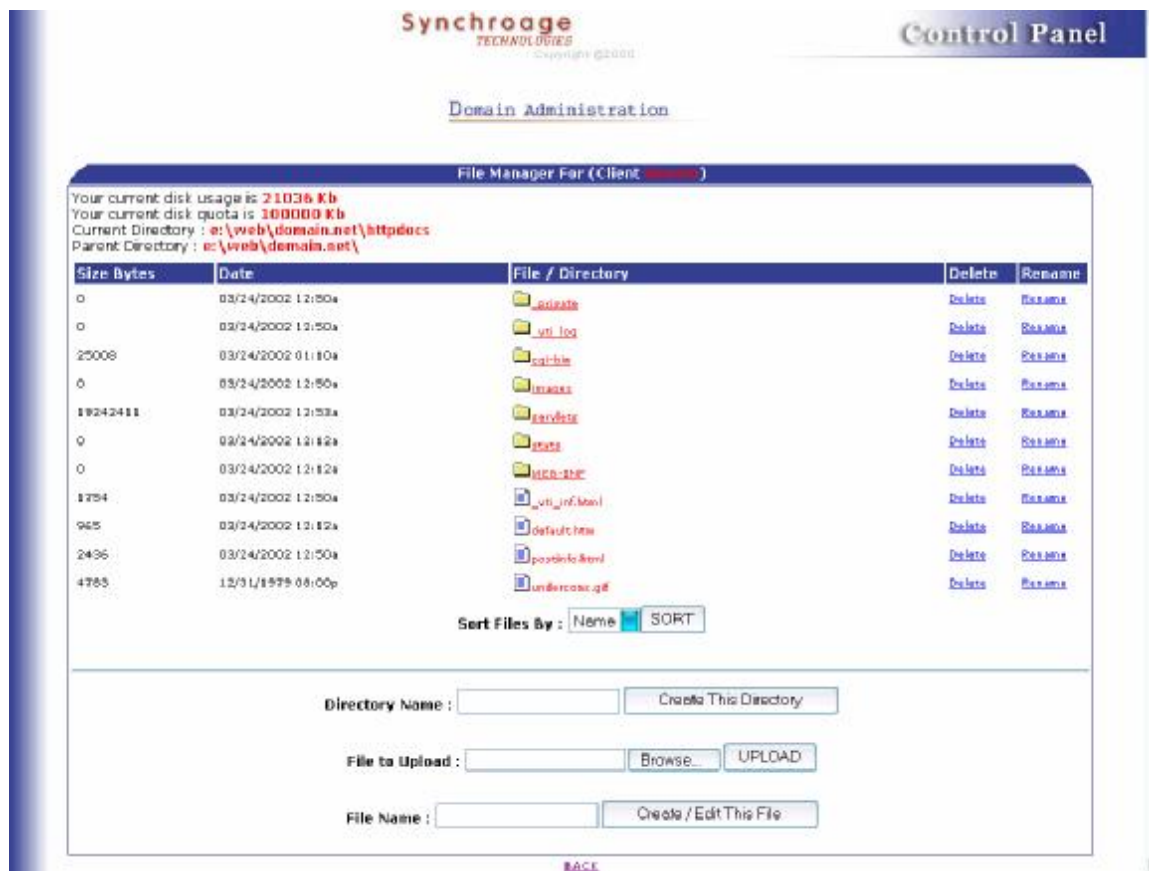 Synchroage
TECHNOLOGIES
Copyright @2000
Control Panel
Domain Administration
File Manager For (Client )
Your current disk usage is 21036 Kb
Your current disk quota is 100000 Kb
Current Directory : e:\web\domain.net\httpdocs
Parent Directory : e:\web\domain.net\
Size Bytes Date File / Directory Delete Rename
0 03/24/2002 12:50a _private Delete Rename
0 03/24/2002 12:50a _vti_log Delete Rename
25008 03/24/2002 01:10a cgi-bin Delete Rename
0 03/24/2002 12:50a images Delete Rename
19242411 03/24/2002 12:53a servlets Delete Rename
0 03/24/2002 12:12a stats Delete Rename
0 03/24/2002 12:12a WEB-INF Delete Rename
1754 03/24/2002 12:50a _vti_inf.html Delete Rename
965 03/24/2002 12:12a default.htm Delete Rename
2436 03/24/2002 12:50a postinfo.html Delete Rename
4783 12/31/1979 08:00p underconc.gif Delete Rename
Sort Files By : Name SORT
Directory Name : Create This Directory
File to Upload : Browse... UPLOAD
File Name : Create / Edit This File
BACK